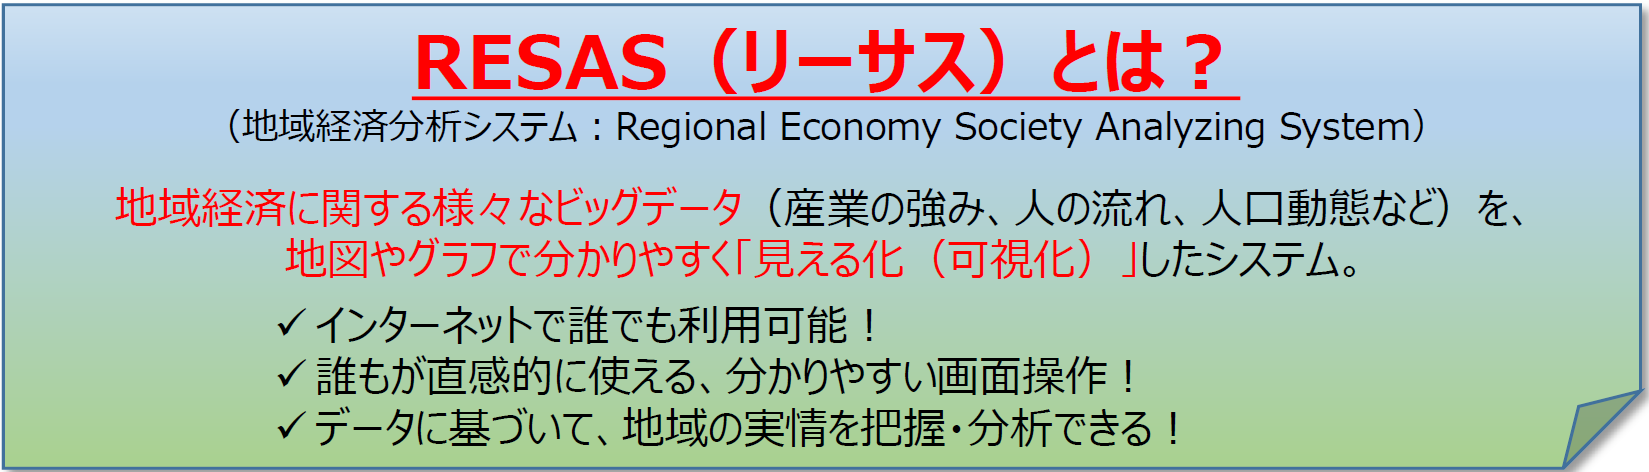 RESAS（リーサス）とは？
（地域経済分析システム：Regional Economy Society Analyzing System）
地域経済に関する様々なビッグデータ（産業の強み、人の流れ、人口動態など）を、
地図やグラフで分かりやすく「見える化（可視化）」したシステム。
✓インターネットで誰でも利用可能！
✓誰もが直感的に使える、分かりやすい画面操作！
✓データに基づいて、地域の実情を把握・分析できる！